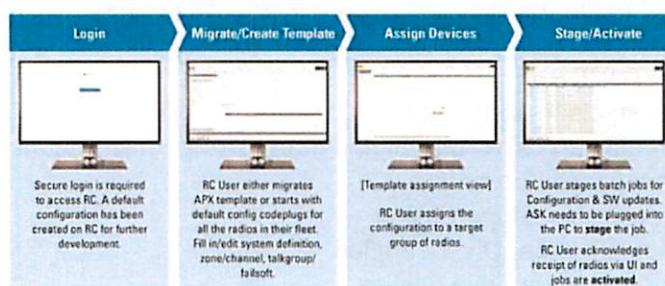 Login
Migrate/Create Template
Assign Devices
Stage/Activate
Secure login is required
to access RC. A default
configuration has been
created on RC for further
development.
RC User either migrates
APX template or starts with
default config codeplugs for
all the radios in their fleet.
Fill in/edit system definition,
zone/channel, talkgroup/
failsoft.
[Template assignment view]
RC User assigns the
configuration to a target
group of radios.
RC User stages batch jobs for
Configuration & SW updates.
ASK needs to be plugged into
the PC to stage the job.
RC User acknowledges
receipt of radios via UI and
jobs are activated.